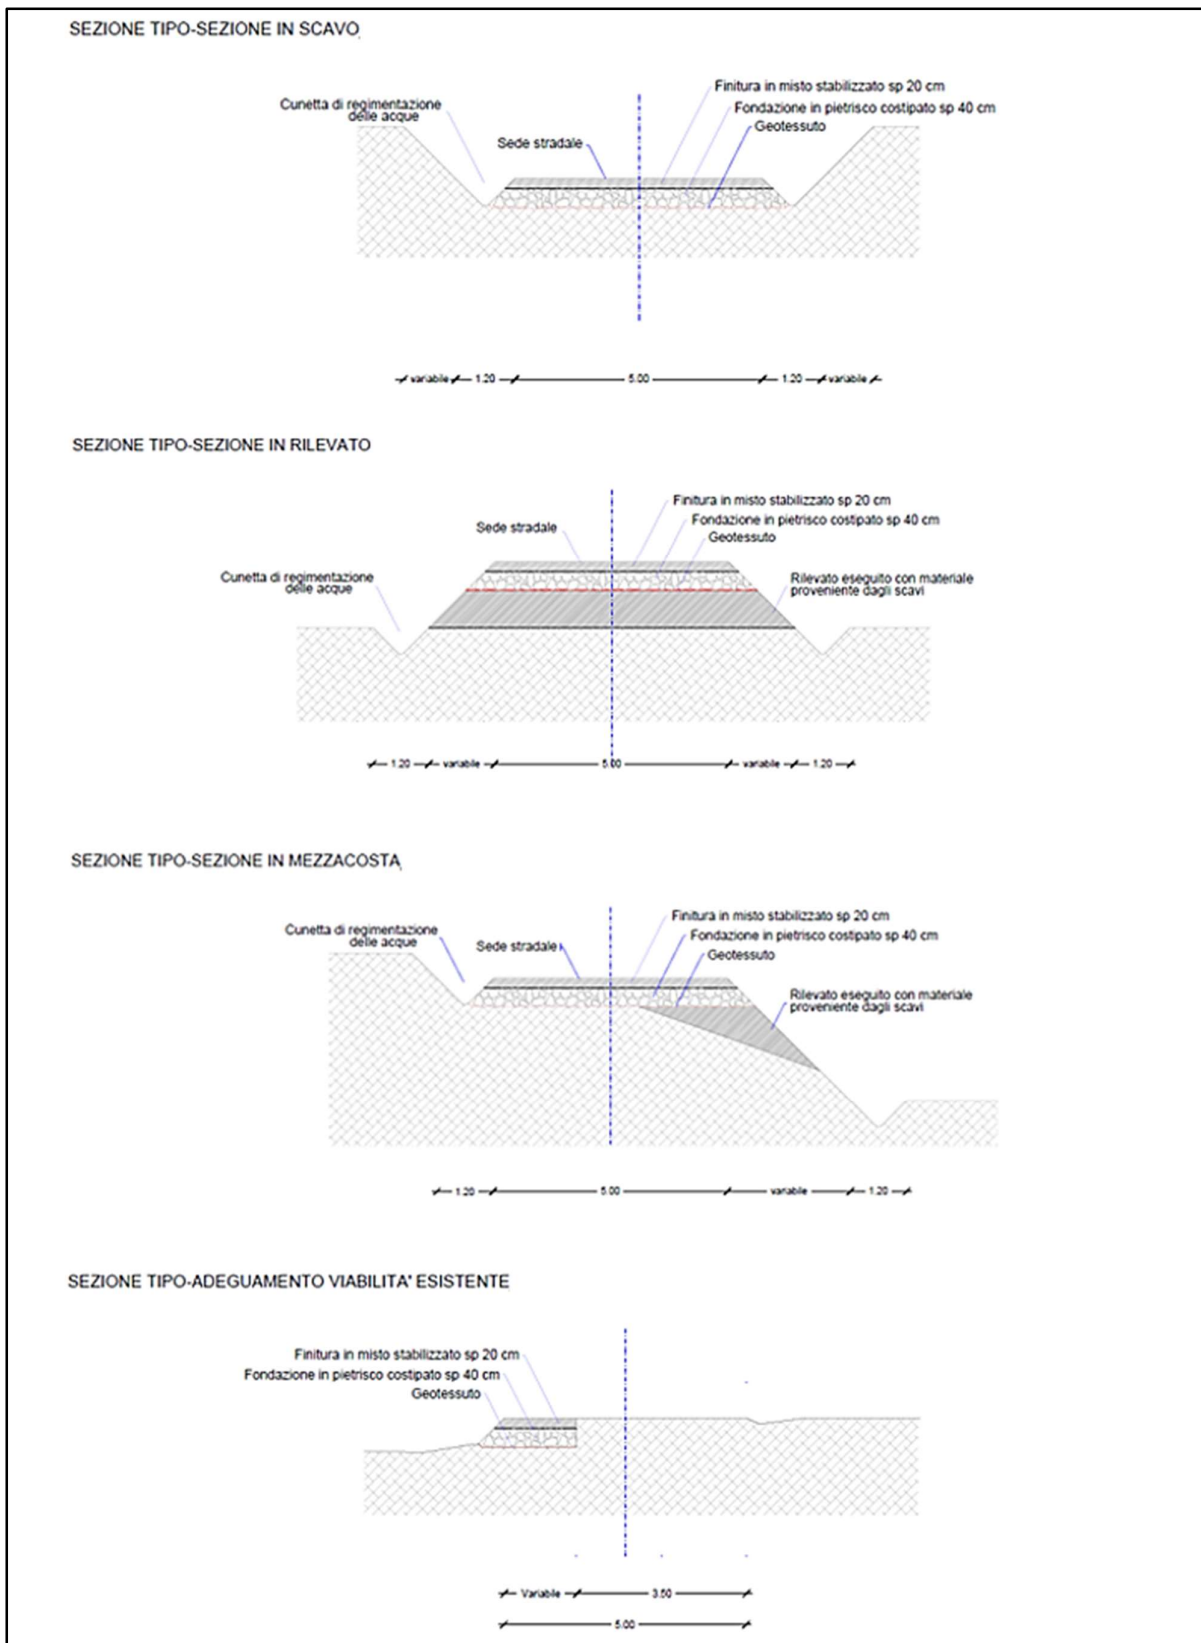 SEZIONE TIPO-SEZIONE IN SCAVO
Finitura in misto stabilizzato sp 20 cm
Cunetta di regimentazione
delle acque
Fondazione in pietrisco costipato sp 40 cm
Geotessuto
Sede stradale
variabile 1.20 5.00 1.20 variabile
SEZIONE TIPO-SEZIONE IN RILEVATO
Finitura in misto stabilizzato sp 20 cm
Fondazione in pietrisco costipato sp 40 cm
Sede stradale
Geotessuto
Cunetta di regimentazione
delle acque
Rilevato eseguito con materiale
proveniente dagli scavi
1.20 variabile 5.00 variabile 1.20
SEZIONE TIPO-SEZIONE IN MEZZACOSTA
Finitura in misto stabilizzato sp 20 cm
Cunetta di regimentazione
delle acque
Fondazione in pietrisco costipato sp 40 cm
Sede stradale
Geotessuto
Rilevato eseguito con materiale
proveniente dagli scavi
1.20 5.00 variabile 1.20
SEZIONE TIPO-ADEGUAMENTO VIABILITA' ESISTENTE
Finitura in misto stabilizzato sp 20 cm
Fondazione in pietrisco costipato sp 40 cm
Geotessuto
Variabile 3.50
5.00